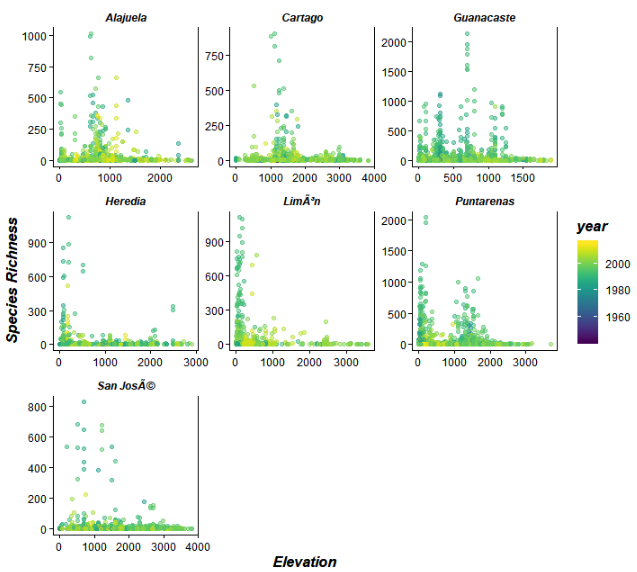 Alajuela Cartago Guanacaste
1000
750
500
250
0
0 1000 2000
750
500
250
0
0 1000 2000 3000 4000
2000
1500
1000
500
0
0 500 1000 1500
Heredia LimÃ³n Puntarenas
900
600
300
0
0 1000 2000 3000
900
600
300
0
0 1000 2000 3000
2000
1500
1000
500
0
0 1000 2000 3000
San JosÃ©
800
600
400
200
0
0 1000 2000 3000 4000
Species Richness
Elevation
year
2000
1980
1960